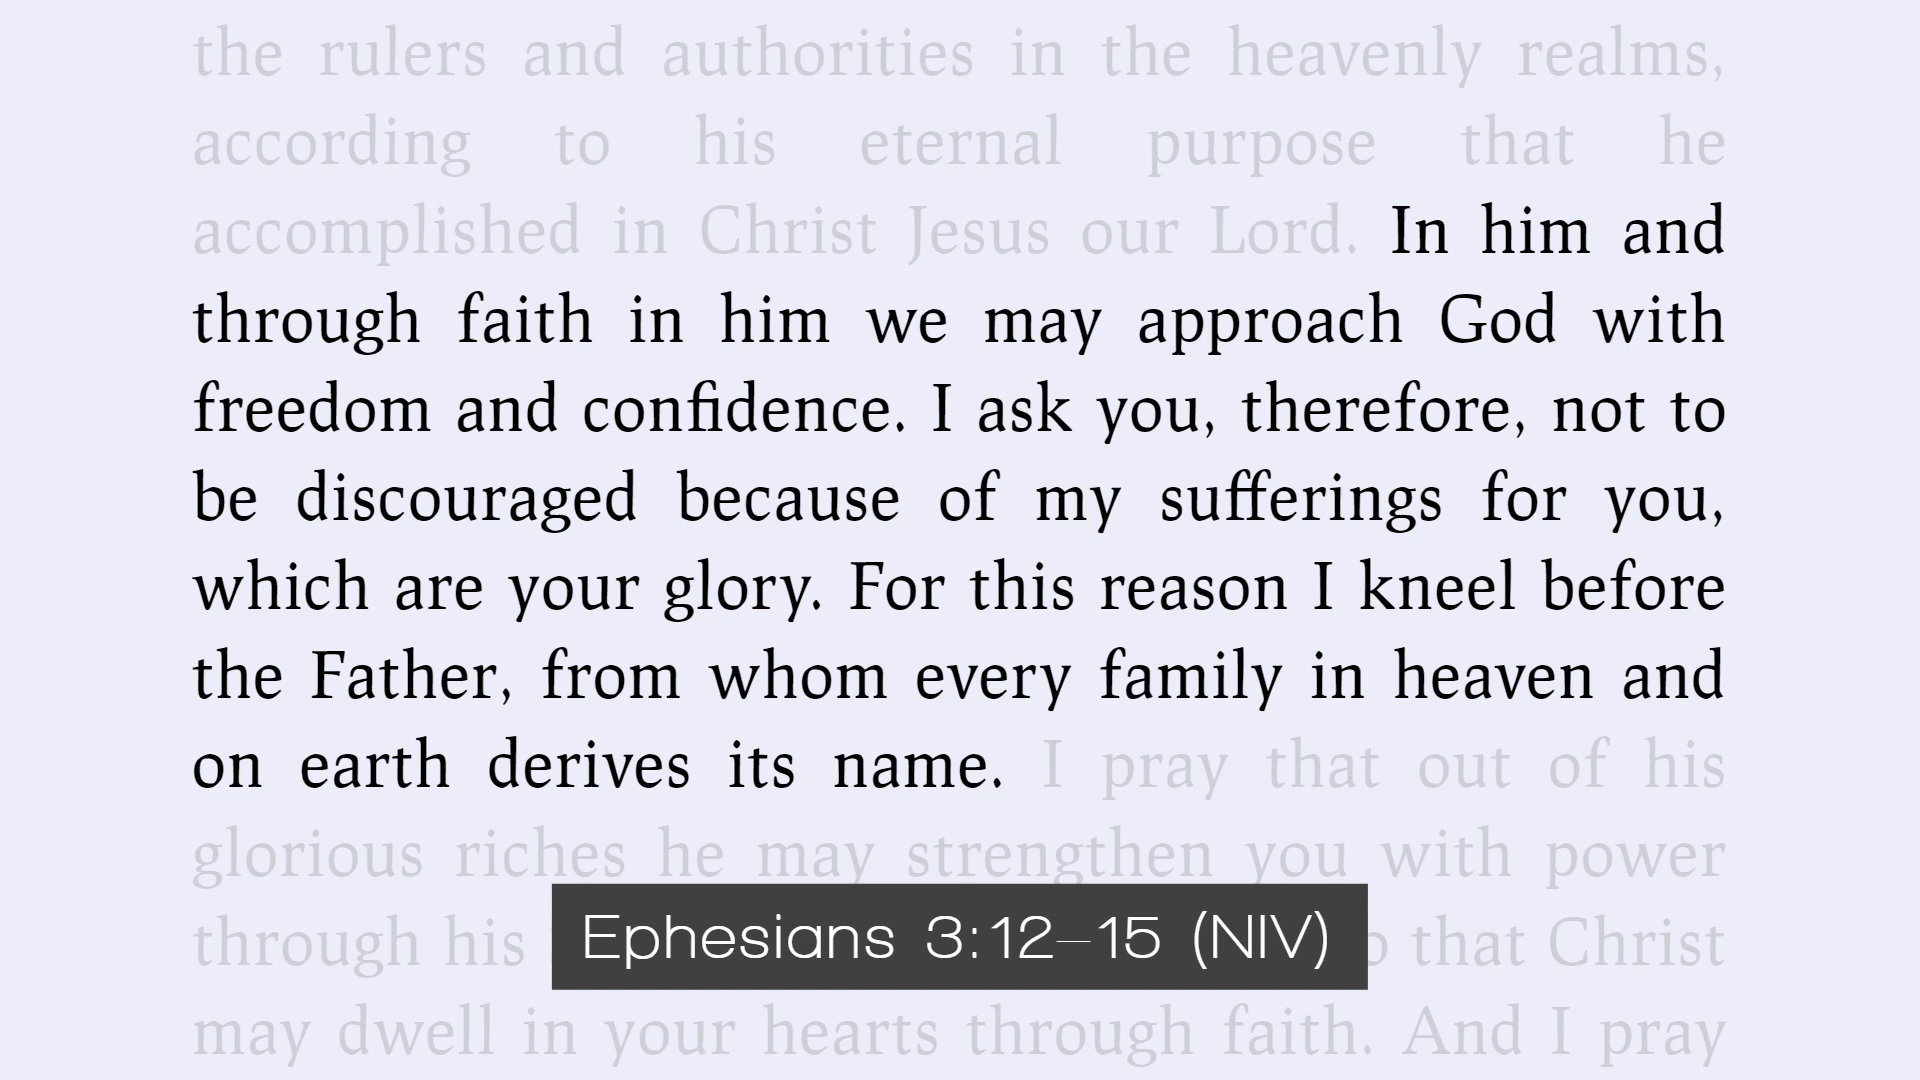 the rulers and authorities in the heavenly realms,
according to his eternal purpose that he
accomplished in Christ Jesus our Lord. In him and
through faith in him we may approach God with
freedom and confidence. I ask you, therefore, not to
be discouraged because of my sufferings for you,
which are your glory. For this reason I kneel before
the Father, from whom every family in heaven and
on earth derives its name. I pray that out of his
glorious riches he may strengthen you with power
through his that Christ
Ephesians 3:12–15 (NIV)
may dwell in your hearts through faith. And I pray